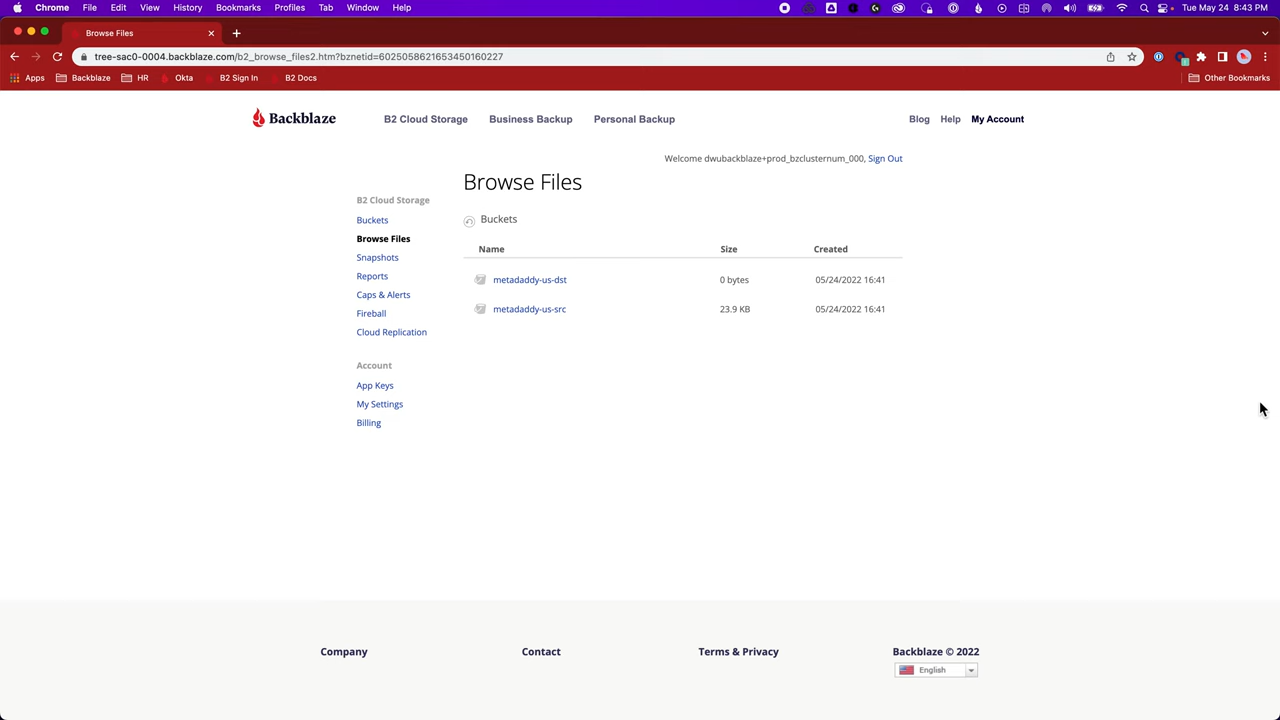 Chrome File Edit View History Bookmarks Profiles Tab Window Help Tue May 24 8:43 PM
Browse Files
tree-sac0-0004.backblaze.com/b2_browse_files2.htm?bznetid=6025058621653450160227
Apps Backblaze HR Okta B2 Sign In B2 Docs Other Bookmarks
Backblaze B2 Cloud Storage Business Backup Personal Backup Blog Help My Account
Welcome dwubackblaze+prod_bzclusternum_000, Sign Out
Browse Files
B2 Cloud Storage
Buckets
Browse Files
Snapshots
Reports
Caps & Alerts
Fireball
Cloud Replication
Account
App Keys
My Settings
Billing
Buckets
Name Size Created
metadaddy-us-dst 0 bytes 05/24/2022 16:41
metadaddy-us-src 23.9 KB 05/24/2022 16:41
Company Contact Terms & Privacy Backblaze © 2022
English